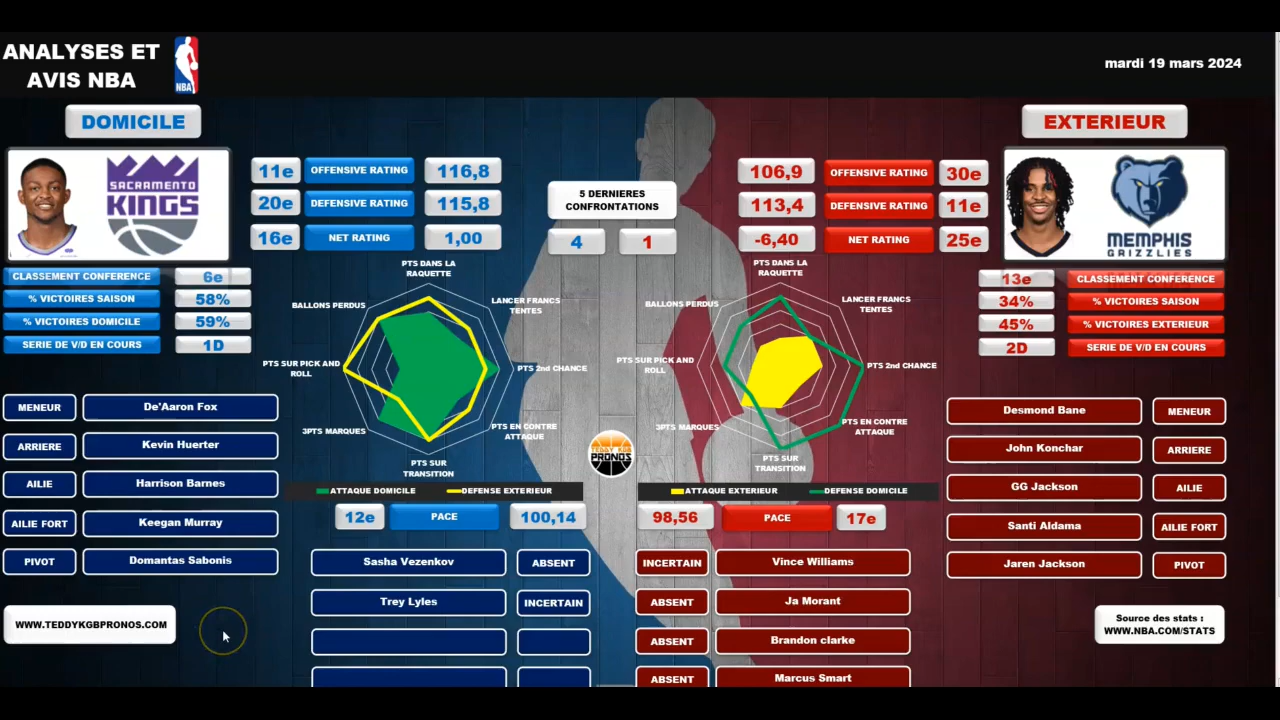 ANALYSES ET
AVIS NBA
NBA
mardi 19 mars 2024
DOMICILE
EXTERIEUR
SACRAMENTO
KINGS
MEMPHIS
GRIZZLIES
11e OFFENSIVE RATING 116,8
20e DEFENSIVE RATING 115,8
16e NET RATING 1,00
5 DERNIERES
CONFRONTATIONS
4 1
106,9 OFFENSIVE RATING 30e
113,4 DEFENSIVE RATING 11e
-6,40 NET RATING 25e
CLASSEMENT CONFERENCE 6e
% VICTOIRES SAISON 58%
% VICTOIRES DOMICILE 59%
SERIE DE V/D EN COURS 1D
13e CLASSEMENT CONFERENCE
34% % VICTOIRES SAISON
45% % VICTOIRES EXTERIEUR
2D SERIE DE V/D EN COURS
PTS DANS LA
RAQUETTE
LANCER FRANCS
TENTES
PTS 2nd CHANCE
PTS EN CONTRE
ATTAQUE
PTS SUR
TRANSITION
3PTS MARQUES
PTS SUR PICK AND
ROLL
BALLONS PERDUS
ATTAQUE DOMICILE DEFENSE EXTERIEUR
PTS DANS LA
RAQUETTE
LANCER FRANCS
TENTES
PTS 2nd CHANCE
PTS EN CONTRE
ATTAQUE
PTS SUR
TRANSITION
3PTS MARQUES
PTS SUR PICK AND
ROLL
BALLONS PERDUS
ATTAQUE EXTERIEUR DEFENSE DOMICILE
TEDDY KGB
PRONOS
12e PACE 100,14
98,56 PACE 17e
MENEUR De'Aaron Fox
ARRIERE Kevin Huerter
AILIE Harrison Barnes
AILIE FORT Keegan Murray
PIVOT Domantas Sabonis
Desmond Bane MENEUR
John Konchar ARRIERE
GG Jackson AILIE
Santi Aldama AILIE FORT
Jaren Jackson PIVOT
Sasha Vezenkov ABSENT
Trey Lyles INCERTAIN
INCERTAIN Vince Williams
ABSENT Ja Morant
ABSENT Brandon clarke
ABSENT Marcus Smart
WWW.TEDDYKGBPRONOS.COM
Source des stats :
WWW.NBA.COM/STATS